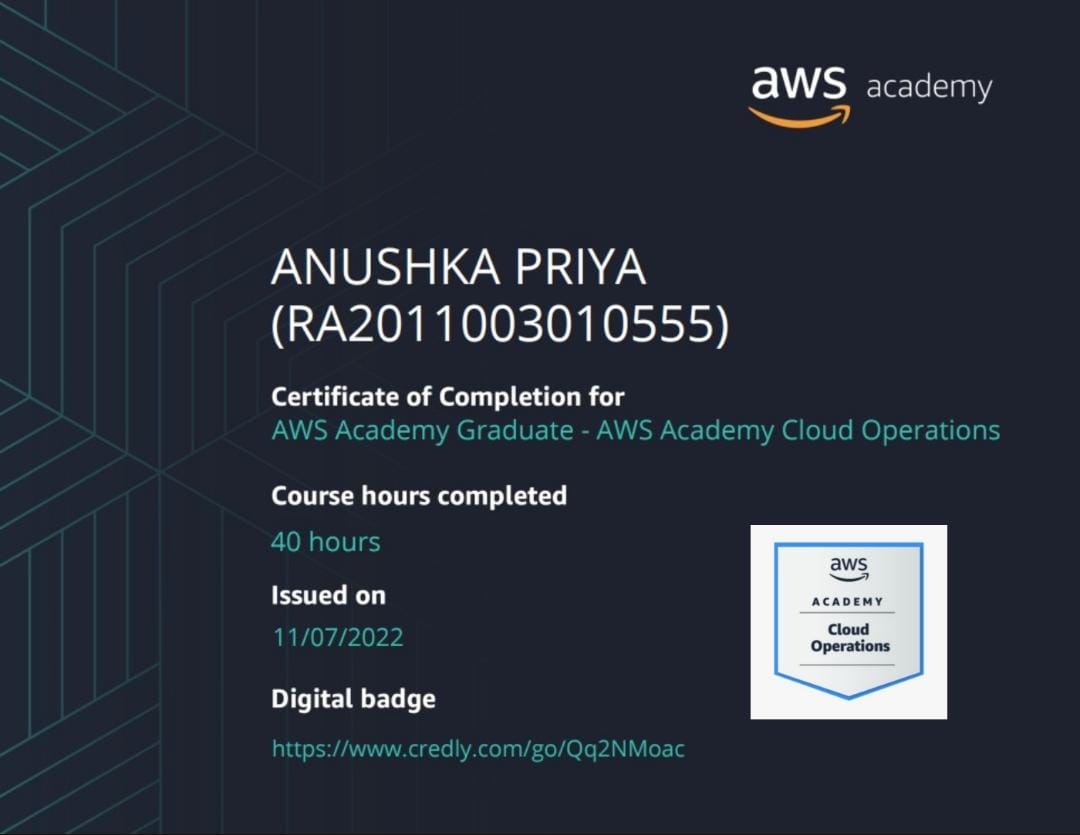 aws academy
ANUSHKA PRIYA
(RA2011003010555)
Certificate of Completion for
AWS Academy Graduate - AWS Academy Cloud Operations
Course hours completed
40 hours
Issued on
11/07/2022
Digital badge
https://www.credly.com/go/Qq2NMoac
aws
ACADEMY
Cloud
Operations